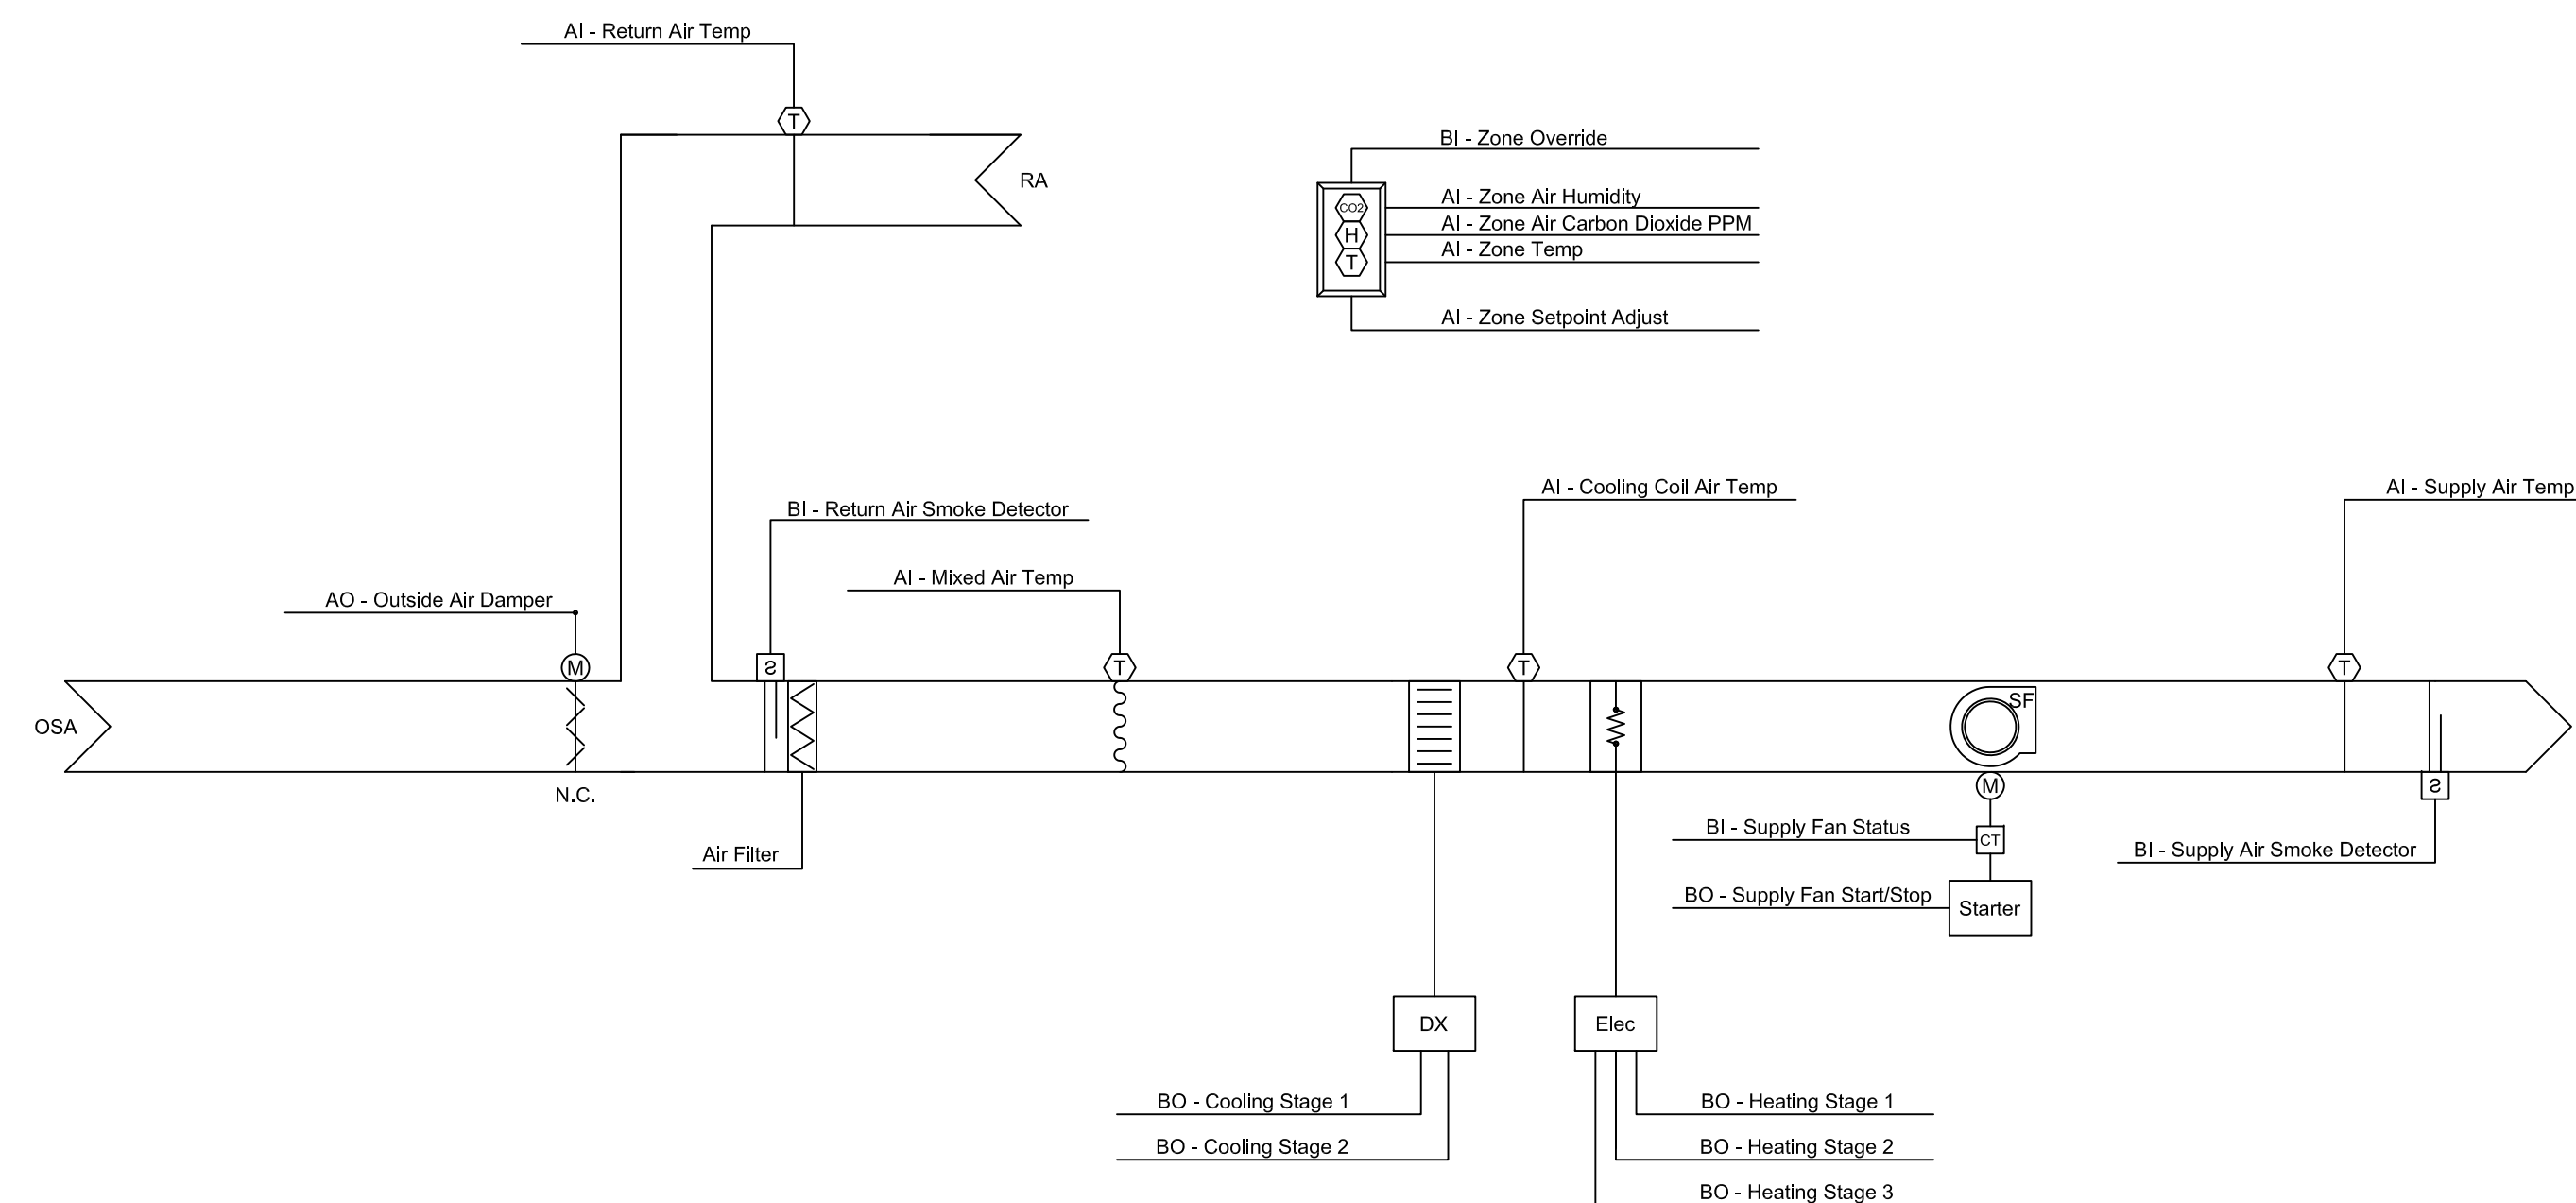 AI - Return Air Temp
T
RA
BI - Zone Override
CO2
AI - Zone Air Humidity
H
AI - Zone Air Carbon Dioxide PPM
T
AI - Zone Temp
AI - Zone Setpoint Adjust
AI - Cooling Coil Air Temp
AI - Supply Air Temp
BI - Return Air Smoke Detector
AI - Mixed Air Temp
AO - Outside Air Damper
M
S
T
T
T
OSA
SF
N.C.
M
S
BI - Supply Fan Status
CT
Air Filter
BI - Supply Air Smoke Detector
BO - Supply Fan Start/Stop
Starter
DX
Elec
BO - Cooling Stage 1
BO - Heating Stage 1
BO - Cooling Stage 2
BO - Heating Stage 2
BO - Heating Stage 3